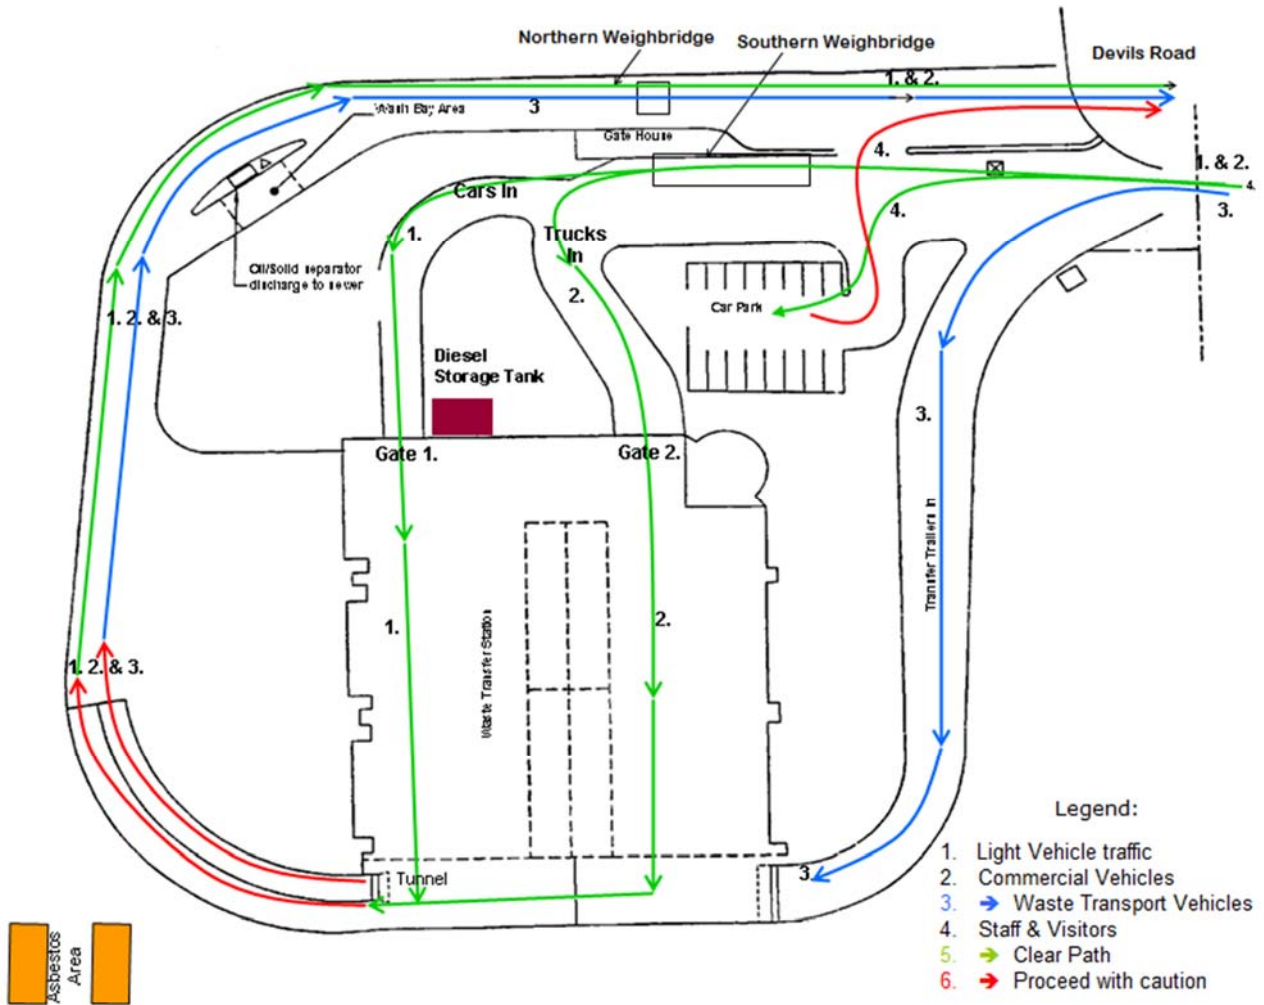 Northern Weighbridge
Southern Weighbridge
Devils Road
1. & 2.
Wash Bay Area
3
Gate House
4.
1. & 2.
4.
3.
Cars In
4.
1.
Trucks
In
Oil/Solid separator
discharge to sewer
2.
Car Park
1. 2. & 3.
Diesel
Storage Tank
3.
Gate 1.
Gate 2.
Transfer Trailers In
1.
2.
Waste Transfer Station
1. 2. & 3.
Tunnel
3.
Asbestos
Area
Legend:
1. Light Vehicle traffic
2. Commercial Vehicles
3. ➔ Waste Transport Vehicles
4. Staff & Visitors
5. ➔ Clear Path
6. ➔ Proceed with caution